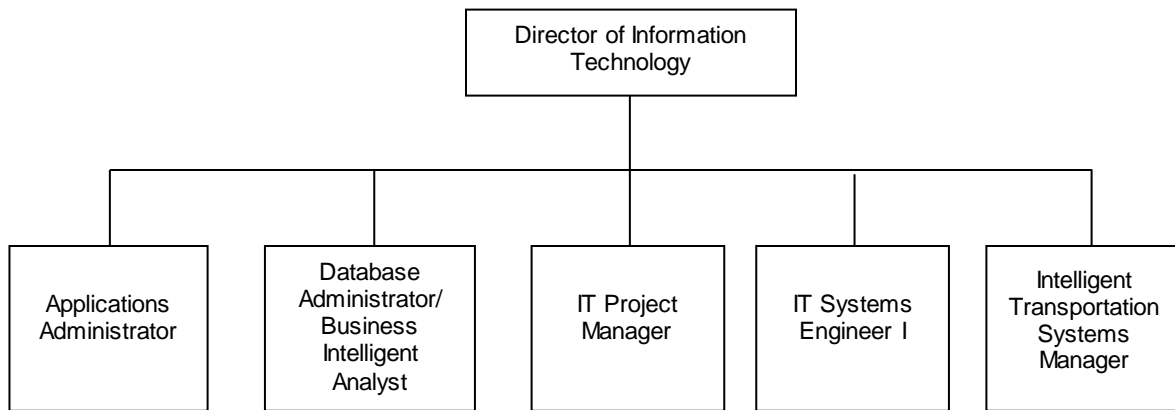 Director of Information
Technology
Applications
Administrator
Database
Administrator/
Business
Intelligent
Analyst
IT Project
Manager
IT Systems
Engineer I
Intelligent
Transportation
Systems
Manager